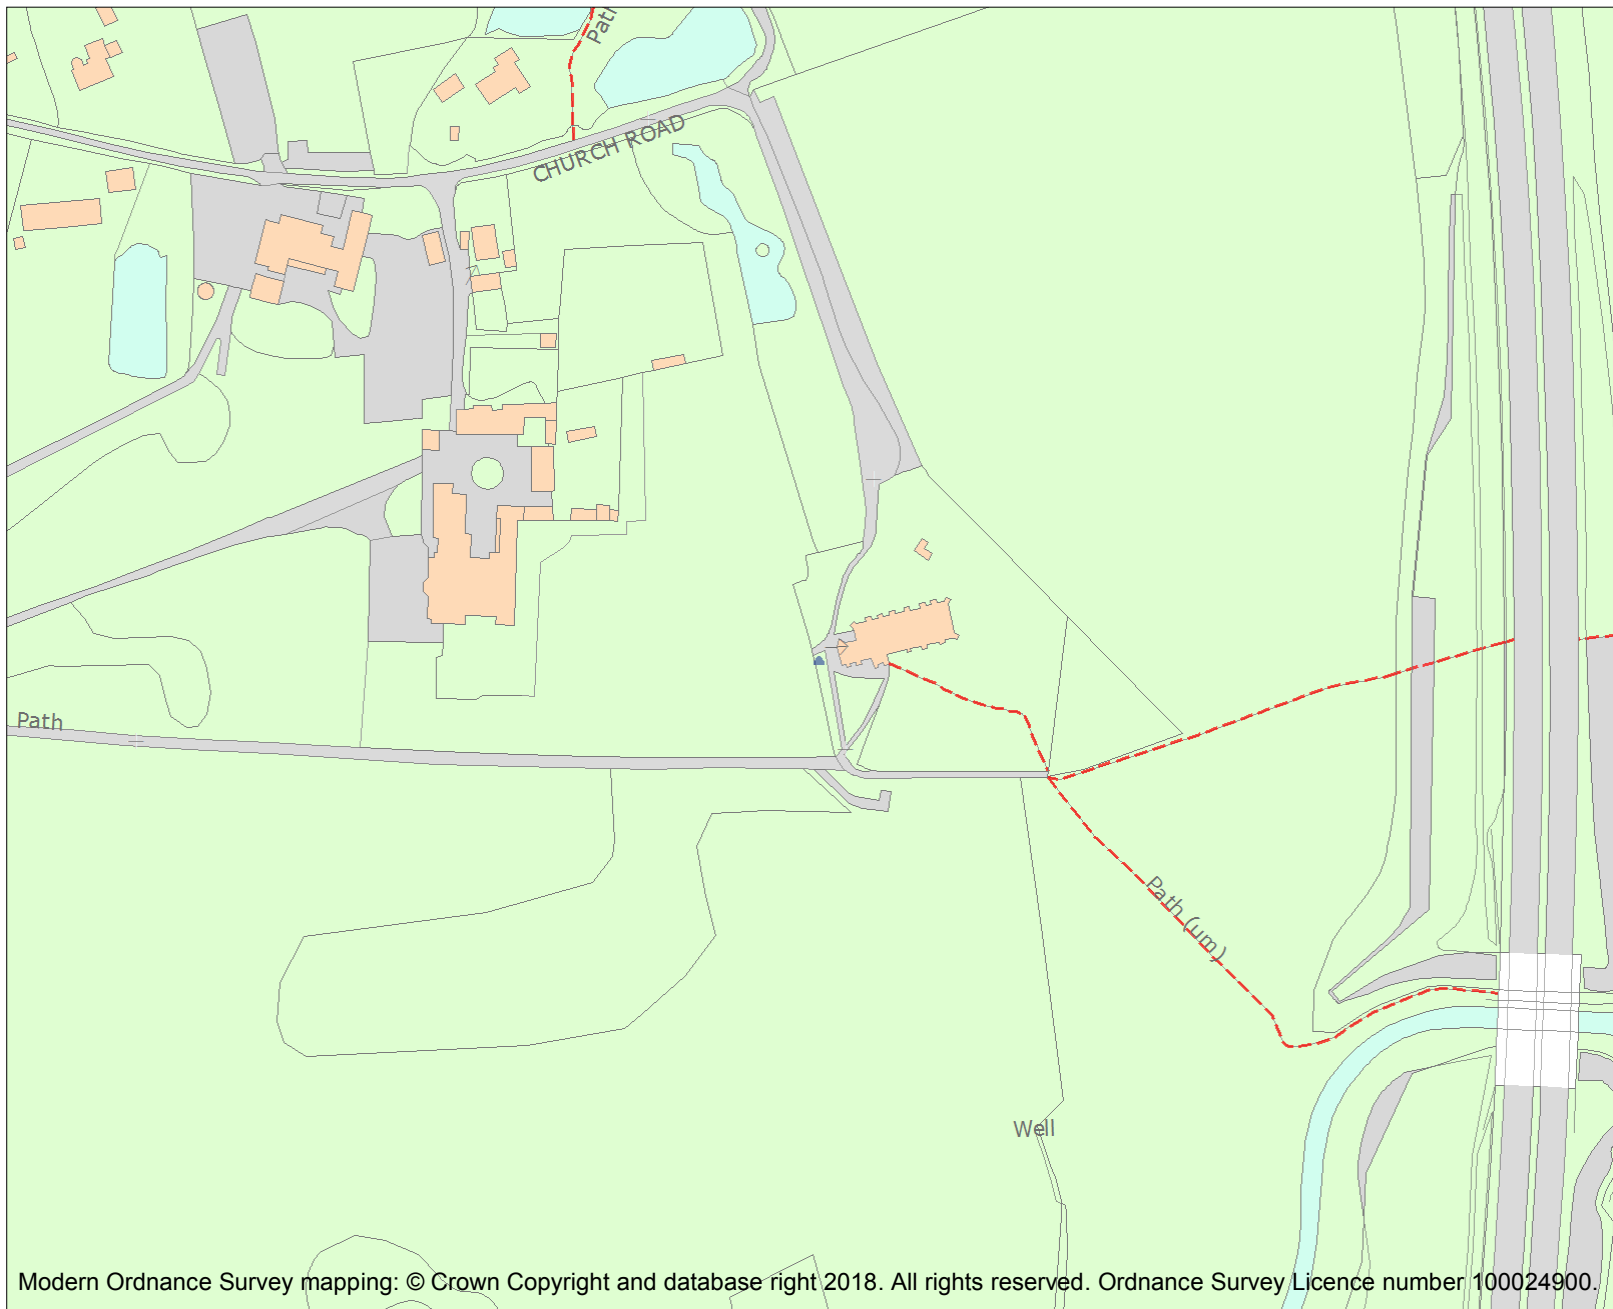 Path
CHURCH ROAD
Path
Path (um)
Well
Modern Ordnance Survey mapping: © Crown Copyright and database right 2018. All rights reserved. Ordnance Survey Licence number 100024900.